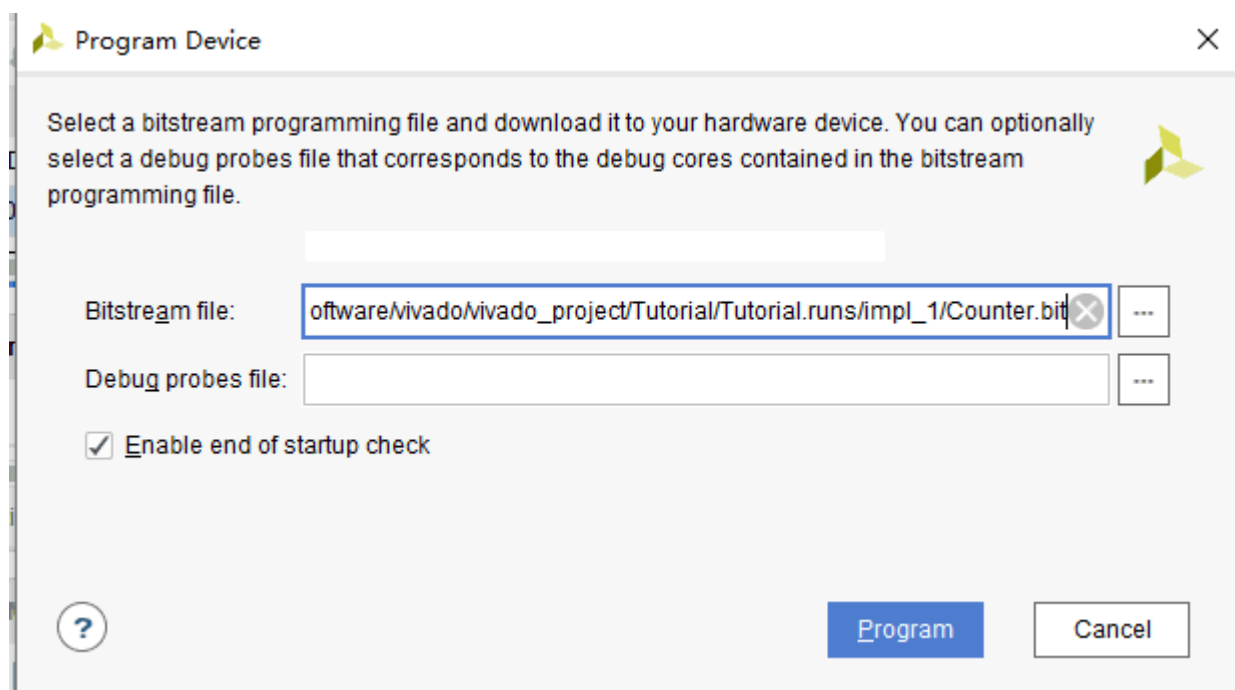 Program Device
Select a bitstream programming file and download it to your hardware device. You can optionally
select a debug probes file that corresponds to the debug cores contained in the bitstream
programming file.
Bitstream file: oftware/vivado/vivado_project/Tutorial/Tutorial.runs/impl_1/Counter.bit ...
Debug probes file: ...
Enable end of startup check
? Program Cancel